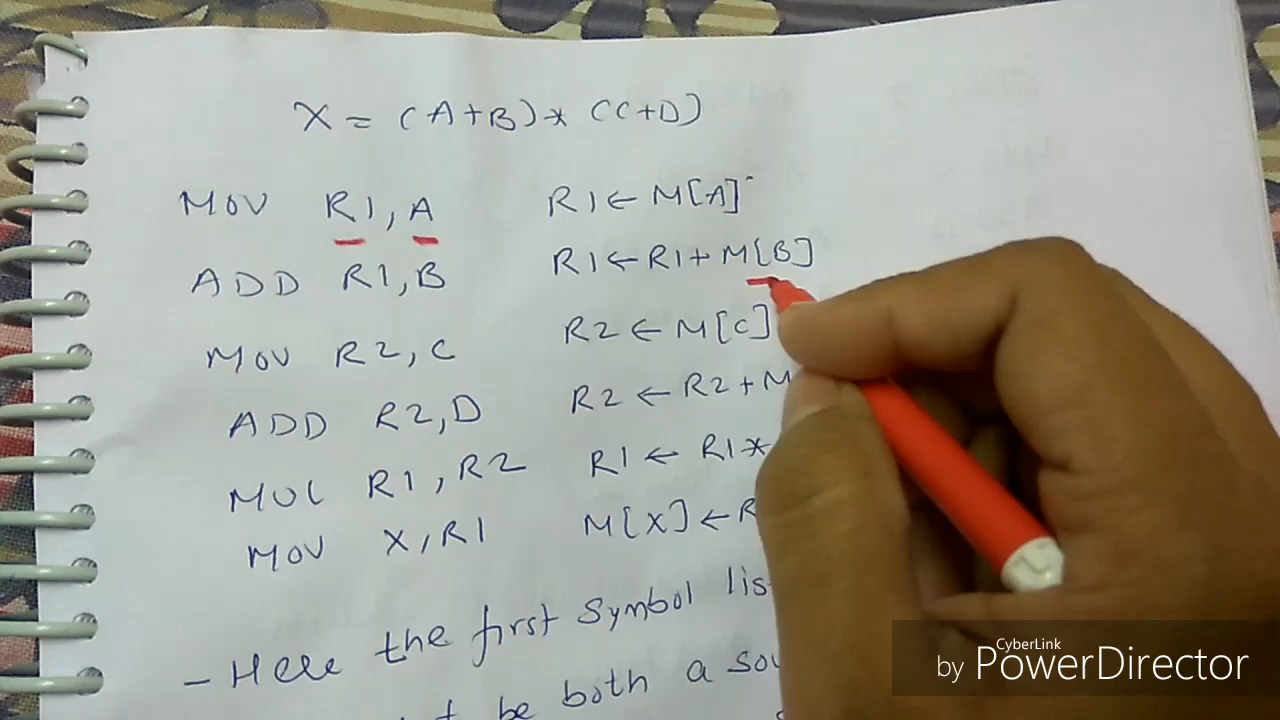 X = (A+B) * (C+D)
MOV R1, A R1 ← M[A]
ADD R1, B R1 ← R1 + M[B]
MOV R2, C R2 ← M[C]
ADD R2, D R2 ← R2 + M
MUL R1, R2 R1 ← R1 *
MOV X, R1 M[X] ← R
- Here the first symbol lis
be both a sou
CyberLink
by PowerDirector